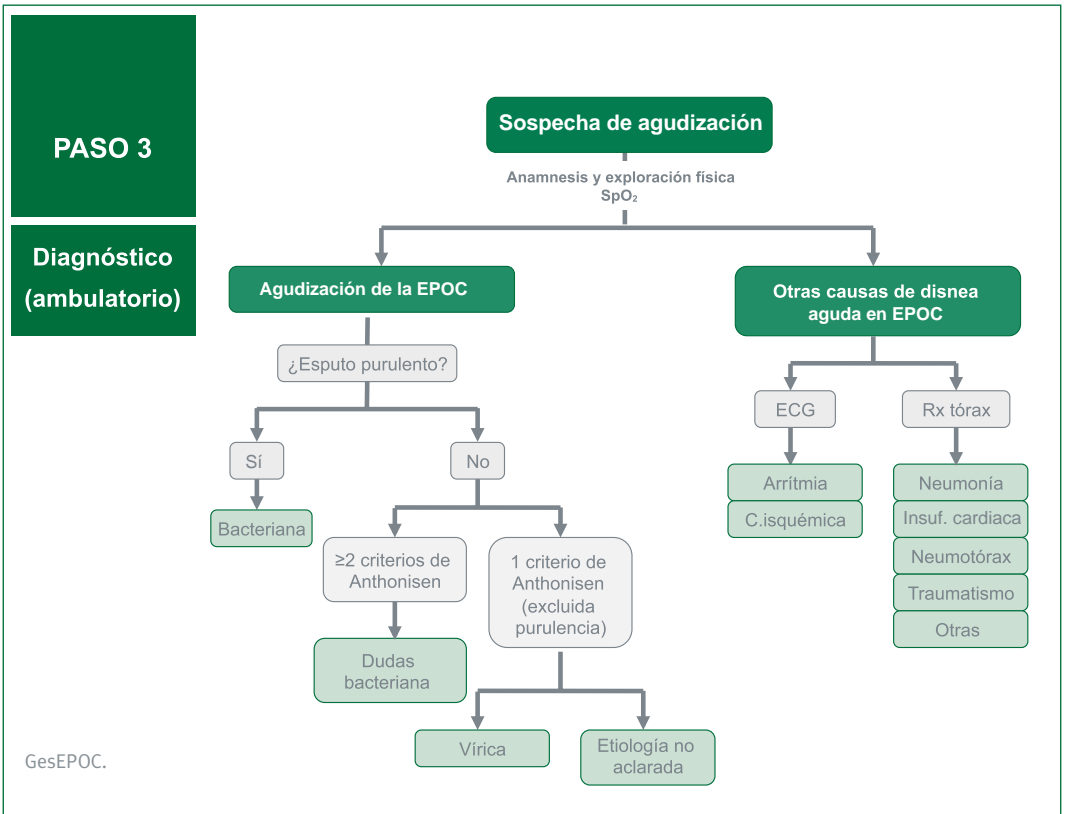 PASO 3
Diagnóstico
(ambulatorio)
Sospecha de agudización
Anamnesis y exploración física
SpO₂
Agudización de la EPOC
Otras causas de disnea
aguda en EPOC
¿Esputo purulento?
ECG
Rx tórax
Sí
No
Arrítmia
C.isquémica
Neumonía
Insuf. cardiaca
Neumotórax
Traumatismo
Otras
Bacteriana
≥2 criterios de
Anthonisen
1 criterio de
Anthonisen
(excluida
purulencia)
Dudas
bacteriana
Vírica
Etiología no
aclarada
GesEPOC.